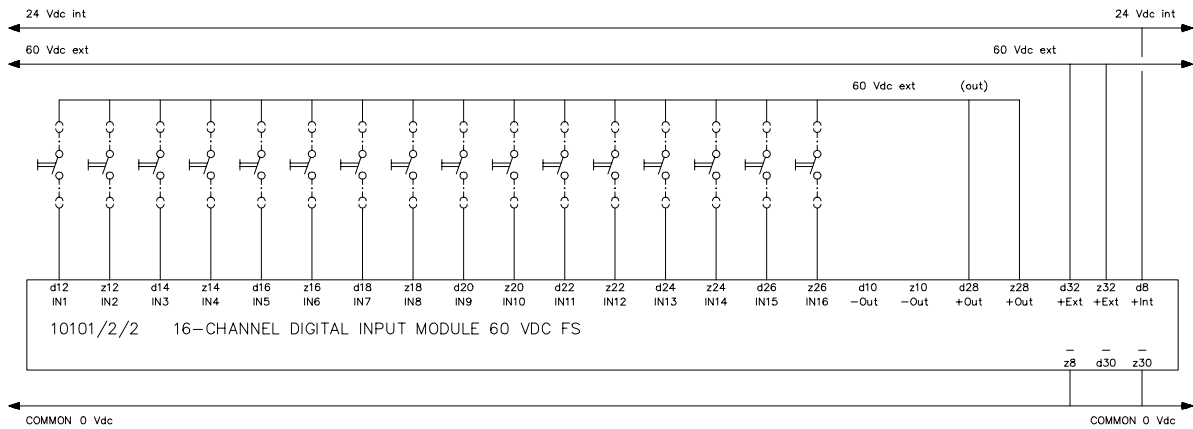 24 Vdc int 24 Vdc int
60 Vdc ext 60 Vdc ext
60 Vdc ext (out)
d12 z12 d14 z14 d16 z16 d18 z18 d20 z20 d22 z22 d24 z24 d26 z26 d10 z10 d28 z28 d32 z32 d8
IN1 IN2 IN3 IN4 IN5 IN6 IN7 IN8 IN9 IN10 IN11 IN12 IN13 IN14 IN15 IN16 −Out −Out +Out +Out +Ext +Ext +Int
10101/2/2 16−CHANNEL DIGITAL INPUT MODULE 60 VDC FS
− − −
z8 d30 z30
COMMON 0 Vdc COMMON 0 Vdc